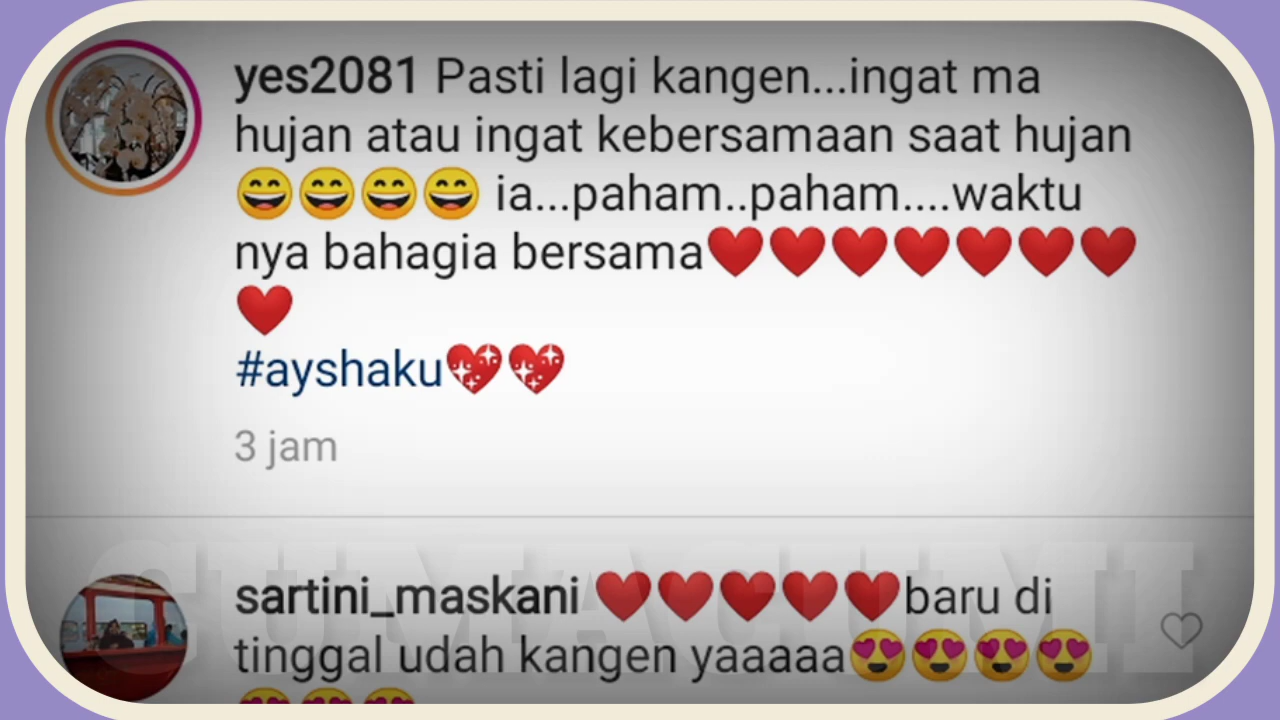 yes2081 Pasti lagi kangen...ingat ma
hujan atau ingat kebersamaan saat hujan
😄😄😄😄 ia...paham..paham....waktu
nya bahagia bersama❤️❤️❤️❤️❤️❤️❤️
❤️
#ayshaku💖💖
3 jam
sartini_maskani ❤️❤️❤️❤️❤️baru di
tinggal udah kangen yaaaaa😍😍😍😍
😍😍😍